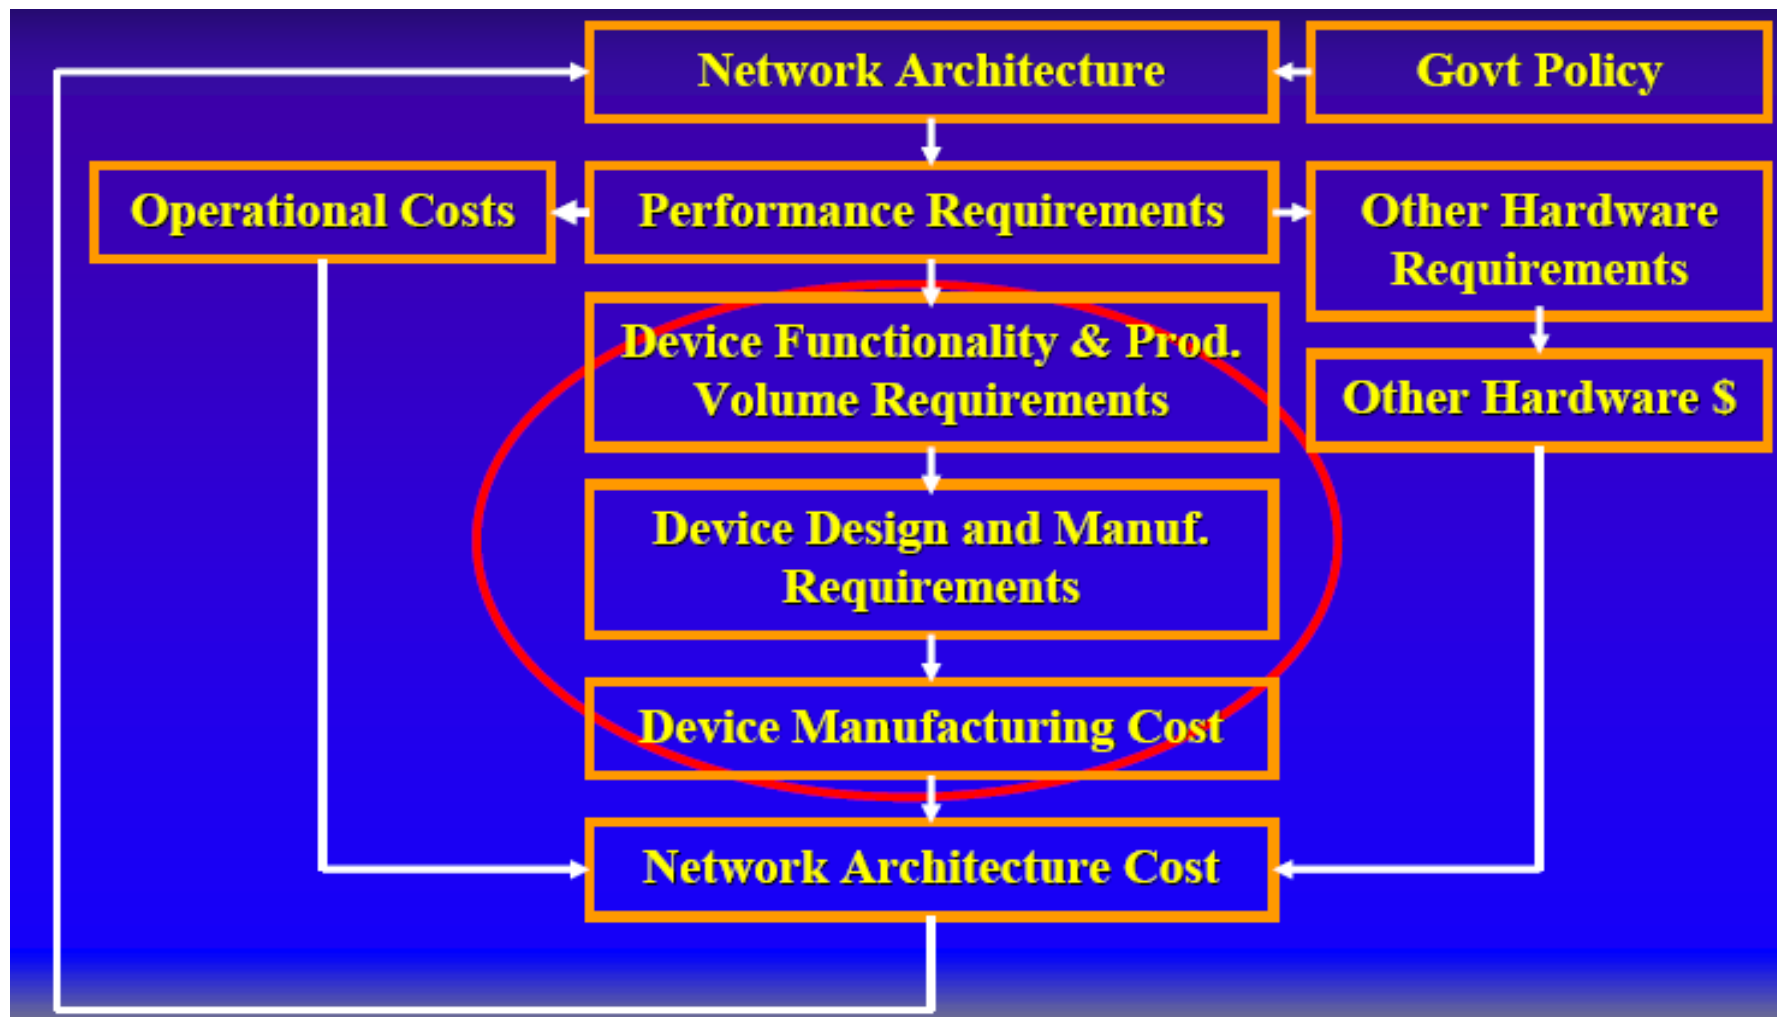 Network Architecture
Govt Policy
Operational Costs
Performance Requirements
Other Hardware
Requirements
Device Functionality & Prod.
Volume Requirements
Other Hardware $
Device Design and Manuf.
Requirements
Device Manufacturing Cost
Network Architecture Cost